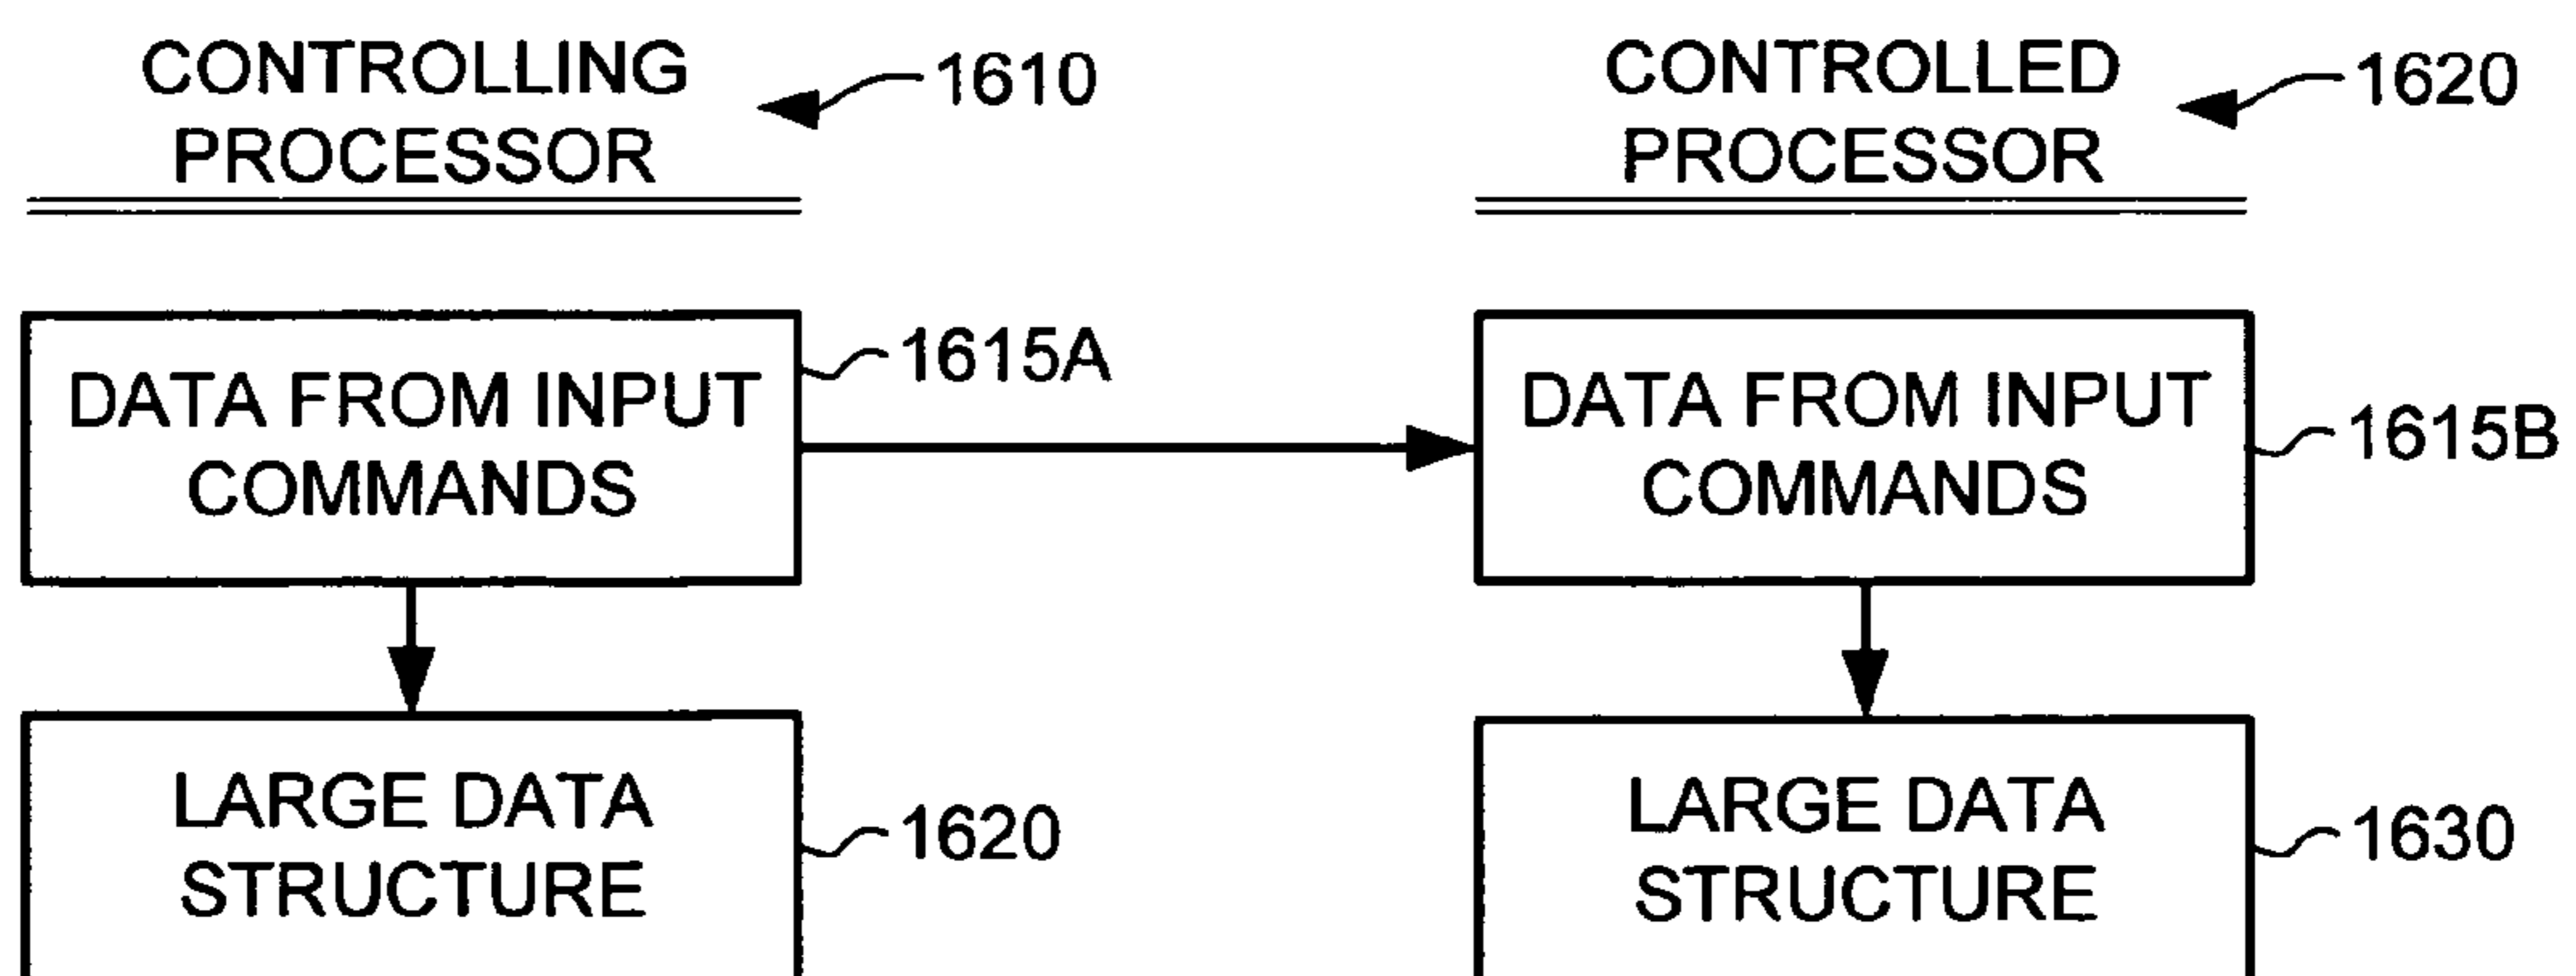 CONTROLLING
PROCESSOR
1610
CONTROLLED
PROCESSOR
1620
DATA FROM INPUT
COMMANDS
1615A
DATA FROM INPUT
COMMANDS
1615B
LARGE DATA
STRUCTURE
1620
LARGE DATA
STRUCTURE
1630